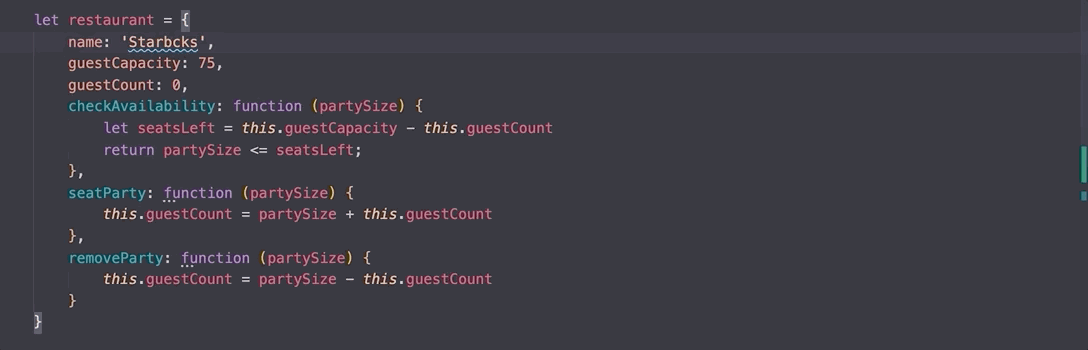 let restaurant = {
name: 'Starbcks',
guestCapacity: 75,
guestCount: 0,
checkAvailability: function (partySize) {
let seatsLeft = this.guestCapacity - this.guestCount
return partySize <= seatsLeft;
},
seatParty: function (partySize) {
this.guestCount = partySize + this.guestCount
},
removeParty: function (partySize) {
this.guestCount = partySize - this.guestCount
}
}